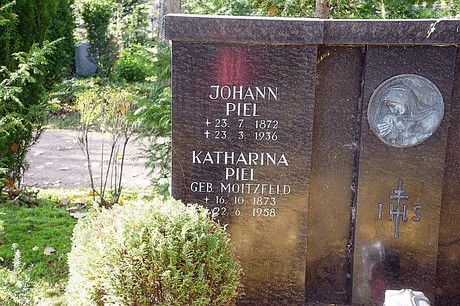 JOHANN
PIEL
+ 23. 7. 1872
+ 23. 3. 1936
KATHARINA
PIEL
GEB MOITZFELD
+ 16. 10. 1873
22. 6. 1958
IHS